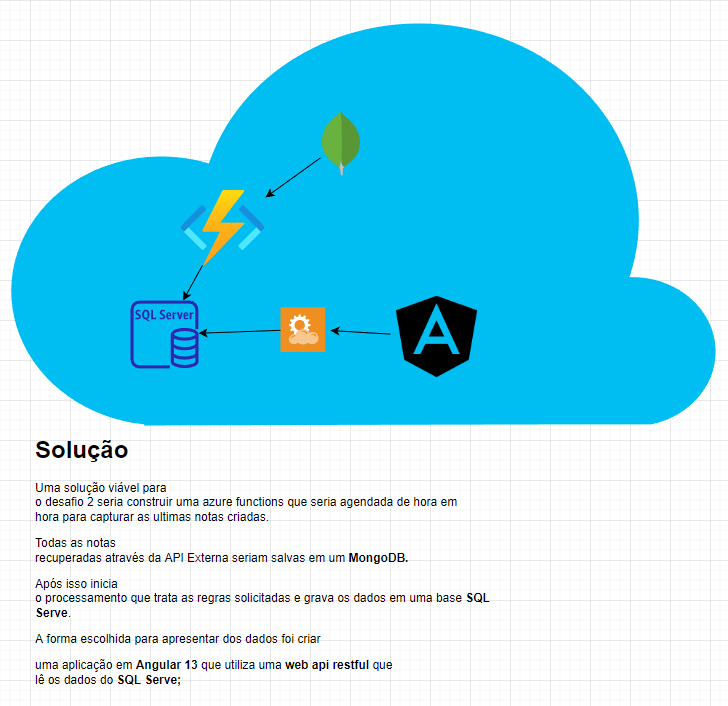 SQL Server
Solução
Uma solução viável para
o desafio 2 seria construir uma azure functions que seria agendada de hora em
hora para capturar as ultimas notas criadas.
Todas as notas
recuperadas através da API Externa seriam salvas em um MongoDB.
Após isso inicia
o processamento que trata as regras solicitadas e grava os dados em uma base SQL
Serve.
A forma escolhida para apresentar dos dados foi criar
uma aplicação em Angular 13 que utiliza uma web api restful que
lê os dados do SQL Serve;